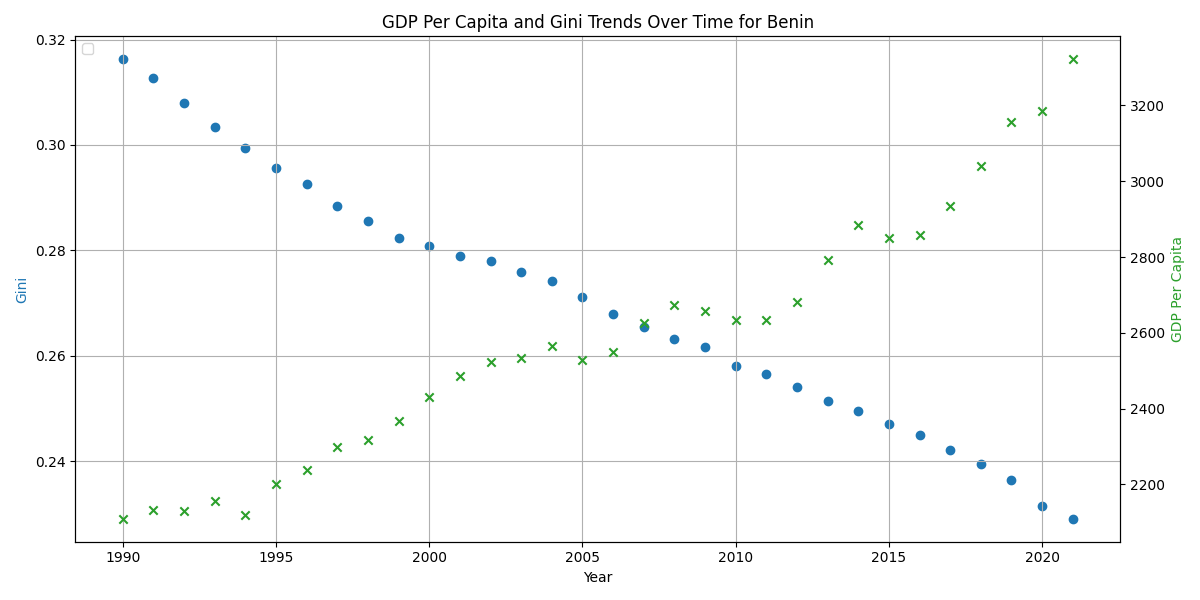 GDP Per Capita and Gini Trends Over Time for Benin
0.32
0.30
0.28
0.26
0.24
Gini
3200
3000
2800
2600
2400
2200
GDP Per Capita
1990 1995 2000 2005 2010 2015 2020
Year